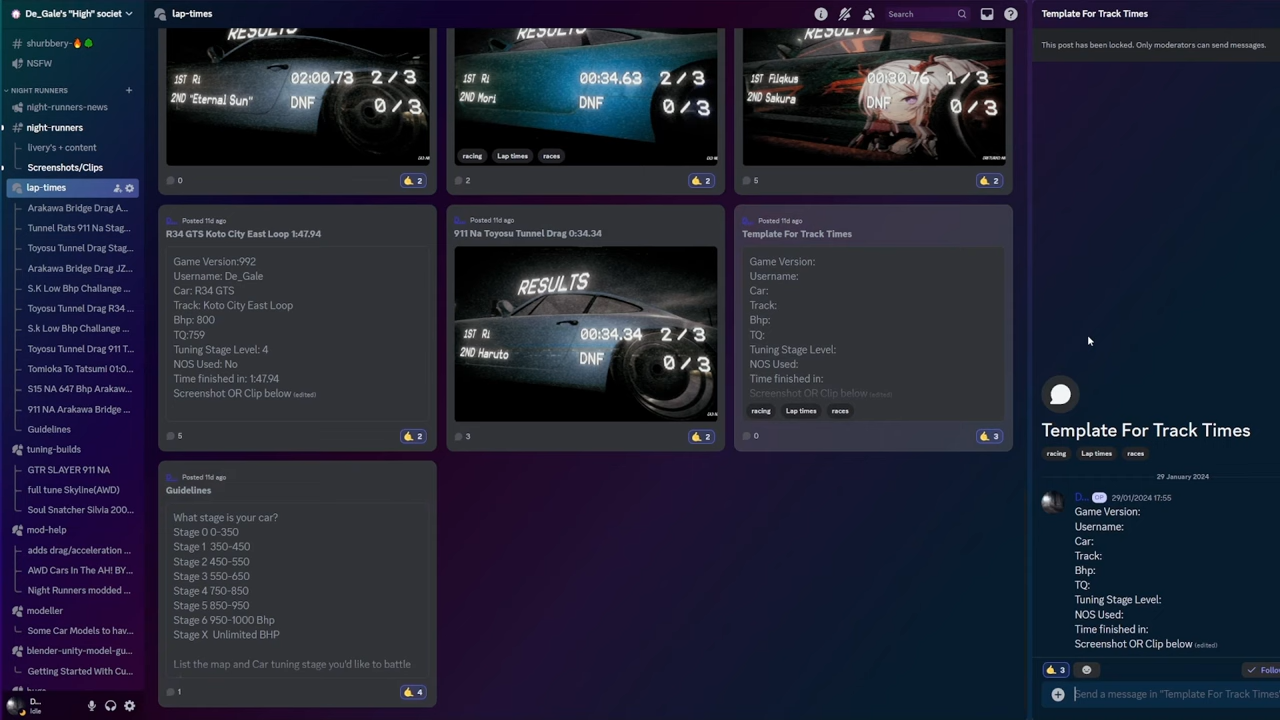 De_Gale's "High" societ
shurbbery-🔥🌳
NSFW
NIGHT RUNNERS
night-runners-news
night-runners
livery's + content
Screenshots/Clips
lap-times
Arakawa Bridge Drag A...
Tunnel Rats 911 Na Stag...
Toyosu Tunnel Drag Stag...
Arakawa Bridge Drag JZ...
S.K Low Bhp Challange ...
Toyosu Tunnel Drag R34 ...
S.k Low Bhp Challange ...
Toyosu Tunnel Drag 911 T...
Tomioka To Tatsumi 01:0...
S15 NA 647 Bhp Arakaw...
911 NA Arakawa Bridge ...
Guidelines
tuning-builds
GTR SLAYER 911 NA
full tune Skyline(AWD)
Soul Snatcher Silvia 200...
mod-help
adds drag/acceleration ...
AWD Cars In The AH! BY...
Night Runners modded ...
modeller
Some Car Models to hav...
blender-unity-model-gu...
Getting Started With Cu...
D...
Idle
lap-times
Search
RESULTS
1ST Ri 02:00.73 2/3
2ND "Eternal Sun" DNF 0/3
0
2
RESULTS
1ST Ri 00:34.63 2/3
2ND Mori DNF 0/3
racing Lap times races
2
2
RESULTS
1ST Filqkus 00:30.76 1/3
2ND Sakura DNF 0/3
5
2
D... Posted 11d ago
R34 GTS Koto City East Loop 1:47.94
Game Version:992
Username: De_Gale
Car: R34 GTS
Track: Koto City East Loop
Bhp: 800
TQ:759
Tuning Stage Level: 4
NOS Used: No
Time finished in: 1:47.94
Screenshot OR Clip below (edited)
5
2
D... Posted 11d ago
911 Na Toyosu Tunnel Drag 0:34.34
RESULTS
1ST Ri 00:34.34 2/3
2ND Haruto DNF 0/3
3
2
D... Posted 11d ago
Template For Track Times
Game Version:
Username:
Car:
Track:
Bhp:
TQ:
Tuning Stage Level:
NOS Used:
Time finished in:
Screenshot OR Clip below (edited)
racing Lap times races
0
3
D... Posted 11d ago
Guidelines
What stage is your car?
Stage 0 0-350
Stage 1 350-450
Stage 2 450-550
Stage 3 550-650
Stage 4 750-850
Stage 5 850-950
Stage 6 950-1000 Bhp
Stage X Unlimited BHP
List the map and Car tuning stage you'd like to battle
1
4
Template For Track Times
This post has been locked. Only moderators can send messages.
Template For Track Times
racing Lap times races
29 January 2024
D... OP 29/01/2024 17:55
Game Version:
Username:
Car:
Track:
Bhp:
TQ:
Tuning Stage Level:
NOS Used:
Time finished in:
Screenshot OR Clip below (edited)
3
Follo
Send a message in "Template For Track Times